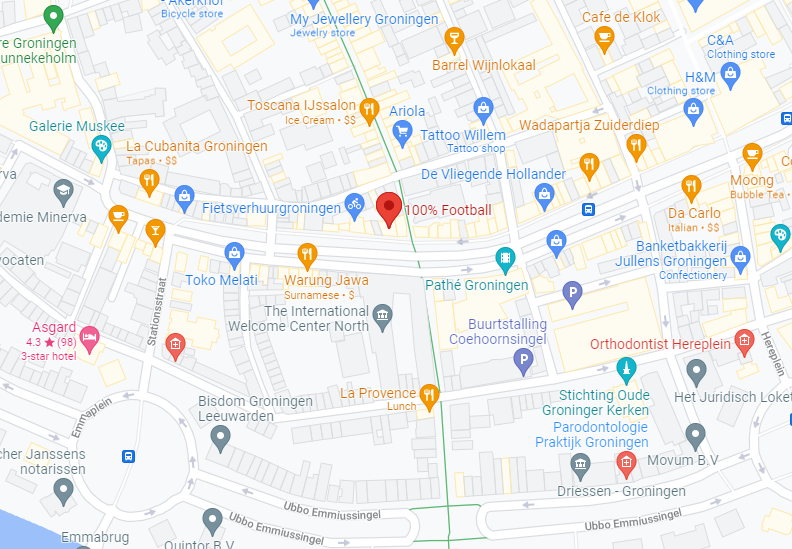 Akerkhof
Bicycle store
My Jewellery Groningen
Jewelry store
Cafe de Klok
re Groningen
unnekeholm
Barrel Wijnlokaal
C&A
Clothing store
H&M
Clothing store
Toscana IJssalon
Ice Cream • $$
Ariola
Galerie Muskee
Tattoo Willem
Tattoo shop
Wadapartja Zuiderdiep
La Cubanita Groningen
Tapas • $$
De Vliegende Hollander
rva
Moong
Bubble Tea •
Co
demie Minerva
Fietsverhuurgroningen
100% Football
Da Carlo
Italian • $$
vocaten
Banketbakkerij
Jullens Groningen
Confectionery
Toko Melati
Warung Jawa
Surnamese • $
Pathé Groningen
Stationsstraat
The International
Welcome Center North
P
Asgard
4.3 ★ (98)
3-star hotel
Buurtstalling
Coehoornsingel
P
Orthodontist Hereplein
Hereplein
La Provence
Lunch
Bisdom Groningen
Leeuwarden
Stichting Oude
Groninger Kerken
Het Juridisch Loket
Emmaplein
Parodontologie
Praktijk Groningen
cher Janssens
notarissen
Movum B.V
Driessen - Groningen
Ubbo Emmiussingel
Ubbo Emmiussingel
Ubbo Emmiussingel
Emmabrug
Quintor B.V